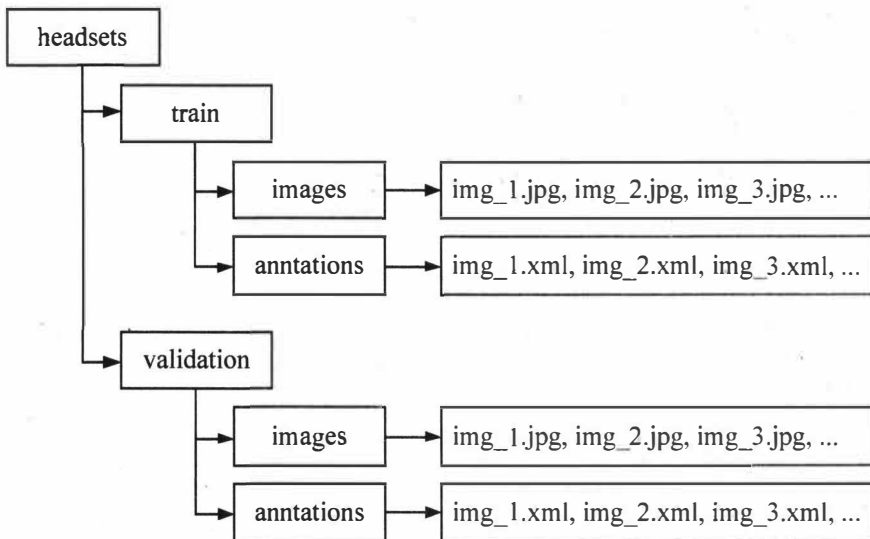 headsets
train
images
img_1.jpg, img_2.jpg, img_3.jpg, ...
anntations
img_1.xml, img_2.xml, img_3.xml, ...
validation
images
img_1.jpg, img_2.jpg, img_3.jpg, ...
anntations
img_1.xml, img_2.xml, img_3.xml, ...